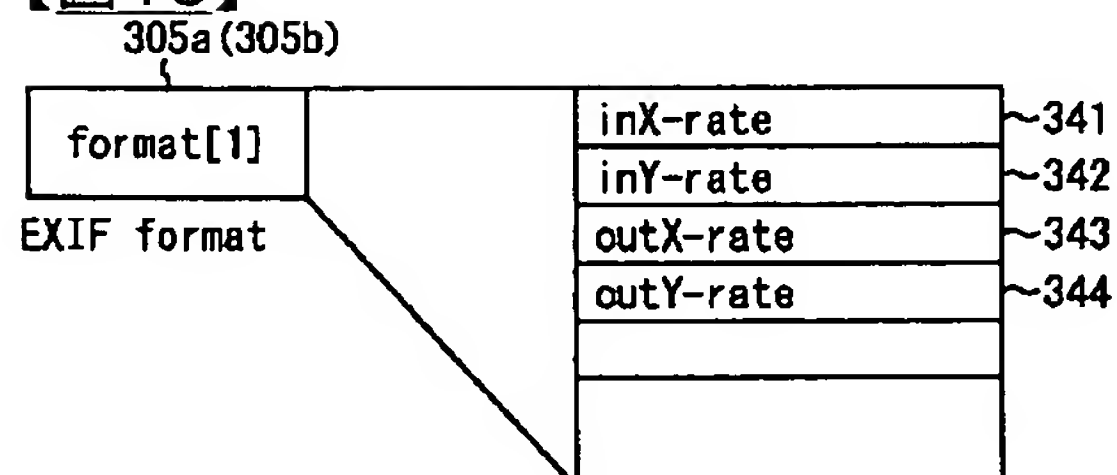 305a(305b)
format[1]
EXIF format
inX-rate
~341
inY-rate
~342
outX-rate
~343
outY-rate
~344